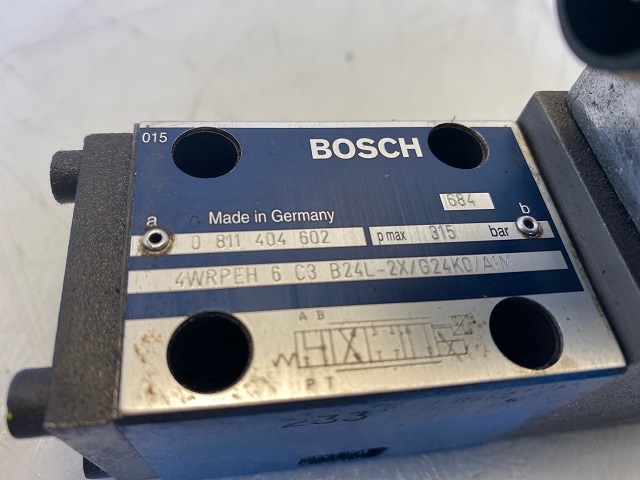 015
BOSCH
684
Made in Germany
a
b
0 811 404 602
p max 315 bar
4WRPEH 6 C3 B24L-2X/G24K0/A1M
A B
P T
233